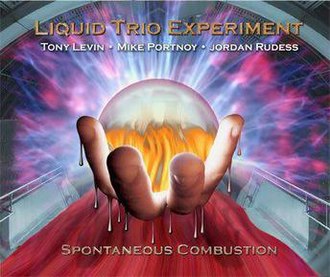 Liquid Trio Experiment
Tony Levin • Mike Portnoy • Jordan Rudess
Spontaneous Combustion